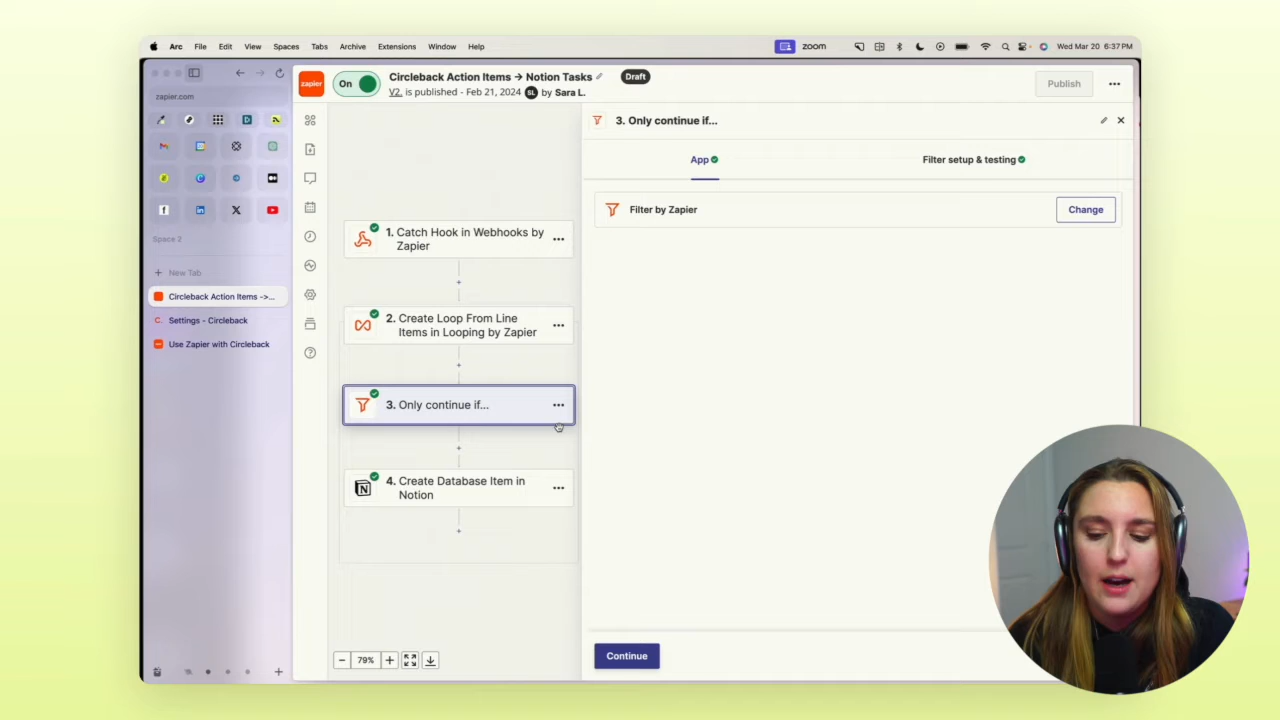 Arc File Edit View Spaces Tabs Archive Extensions Window Help
zoom
Wed Mar 20 6:37 PM
zipier.com
Space 2
New Tab
Circleback Action Items ->...
Settings - Circleback
Use Zapier with Circleback
zapier
On
Circleback Action Items → Notion Tasks
Draft
V2. is published - Feb 21, 2024 SL by Sara L.
Publish
1. Catch Hook in Webhooks by
Zapier
2. Create Loop From Line
Items in Looping by Zapier
3. Only continue if...
4. Create Database Item in
Notion
79%
3. Only continue if...
App
Filter setup & testing
Filter by Zapier
Change
Continue